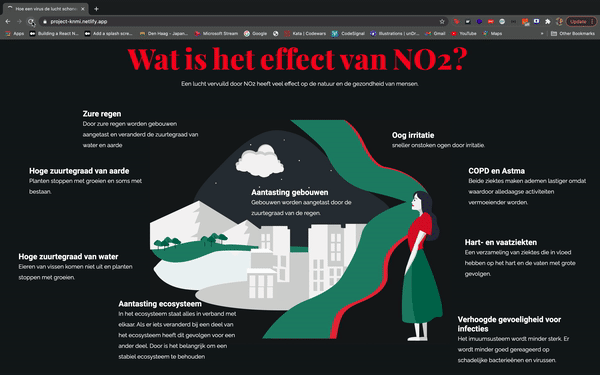 Hoe een virus de lucht schoner
project-knmi.netlify.app
Update
Apps
Building a React N...
Add a splash scre...
Den Haag - Japan...
Microsoft Stream
Kata | Codewars
CodeSandbox
Illustrations | unDr...
Gmail
YouTube
Maps
Other Bookmarks
Wat is het effect van NO2?
Een lucht vervuild door NO2 heeft veel effect op de natuur en de gezondheid van mensen.
Zure regen
Door zure regen worden gebouwen
aangetast en veranderd de zuurtegraad van
water en aarde
Hoge zuurtegraad van aarde
Planten stoppen met groeien en soms met
bestaan.
Aantasting gebouwen
Gebouwen worden aangetast door de
zuurtegraad van de regen.
Hoge zuurtegraad van water
Eieren van vissen komen niet uit en planten
stoppen met groeien.
Aantasting ecosysteem
In het ecosysteem staat alles in verband met
elkaar. Als er iets veranderd bij een deel van
het ecosysteem heeft dit gevolgen voor een
ander deel. Door is het belangrijk om een
stabiel ecosysteem te behouden
Oog irritatie
sneller onstoken ogen door irritatie.
COPD en Astma
Beide ziektes maken ademen lastiger omdat
waardoor alledaagse activiteiten
vermoeiender worden.
Hart- en vaatziekten
Een verzameling van ziektes die in vloed
hebben op het hart en de vaten met grote
gevolgen.
Verhoogde gevoeligheid voor
infecties
Het imuumsysteem wordt minder sterk. Er
wordt minder goed gereageerd op
schadelijke bacterieën en virussen.